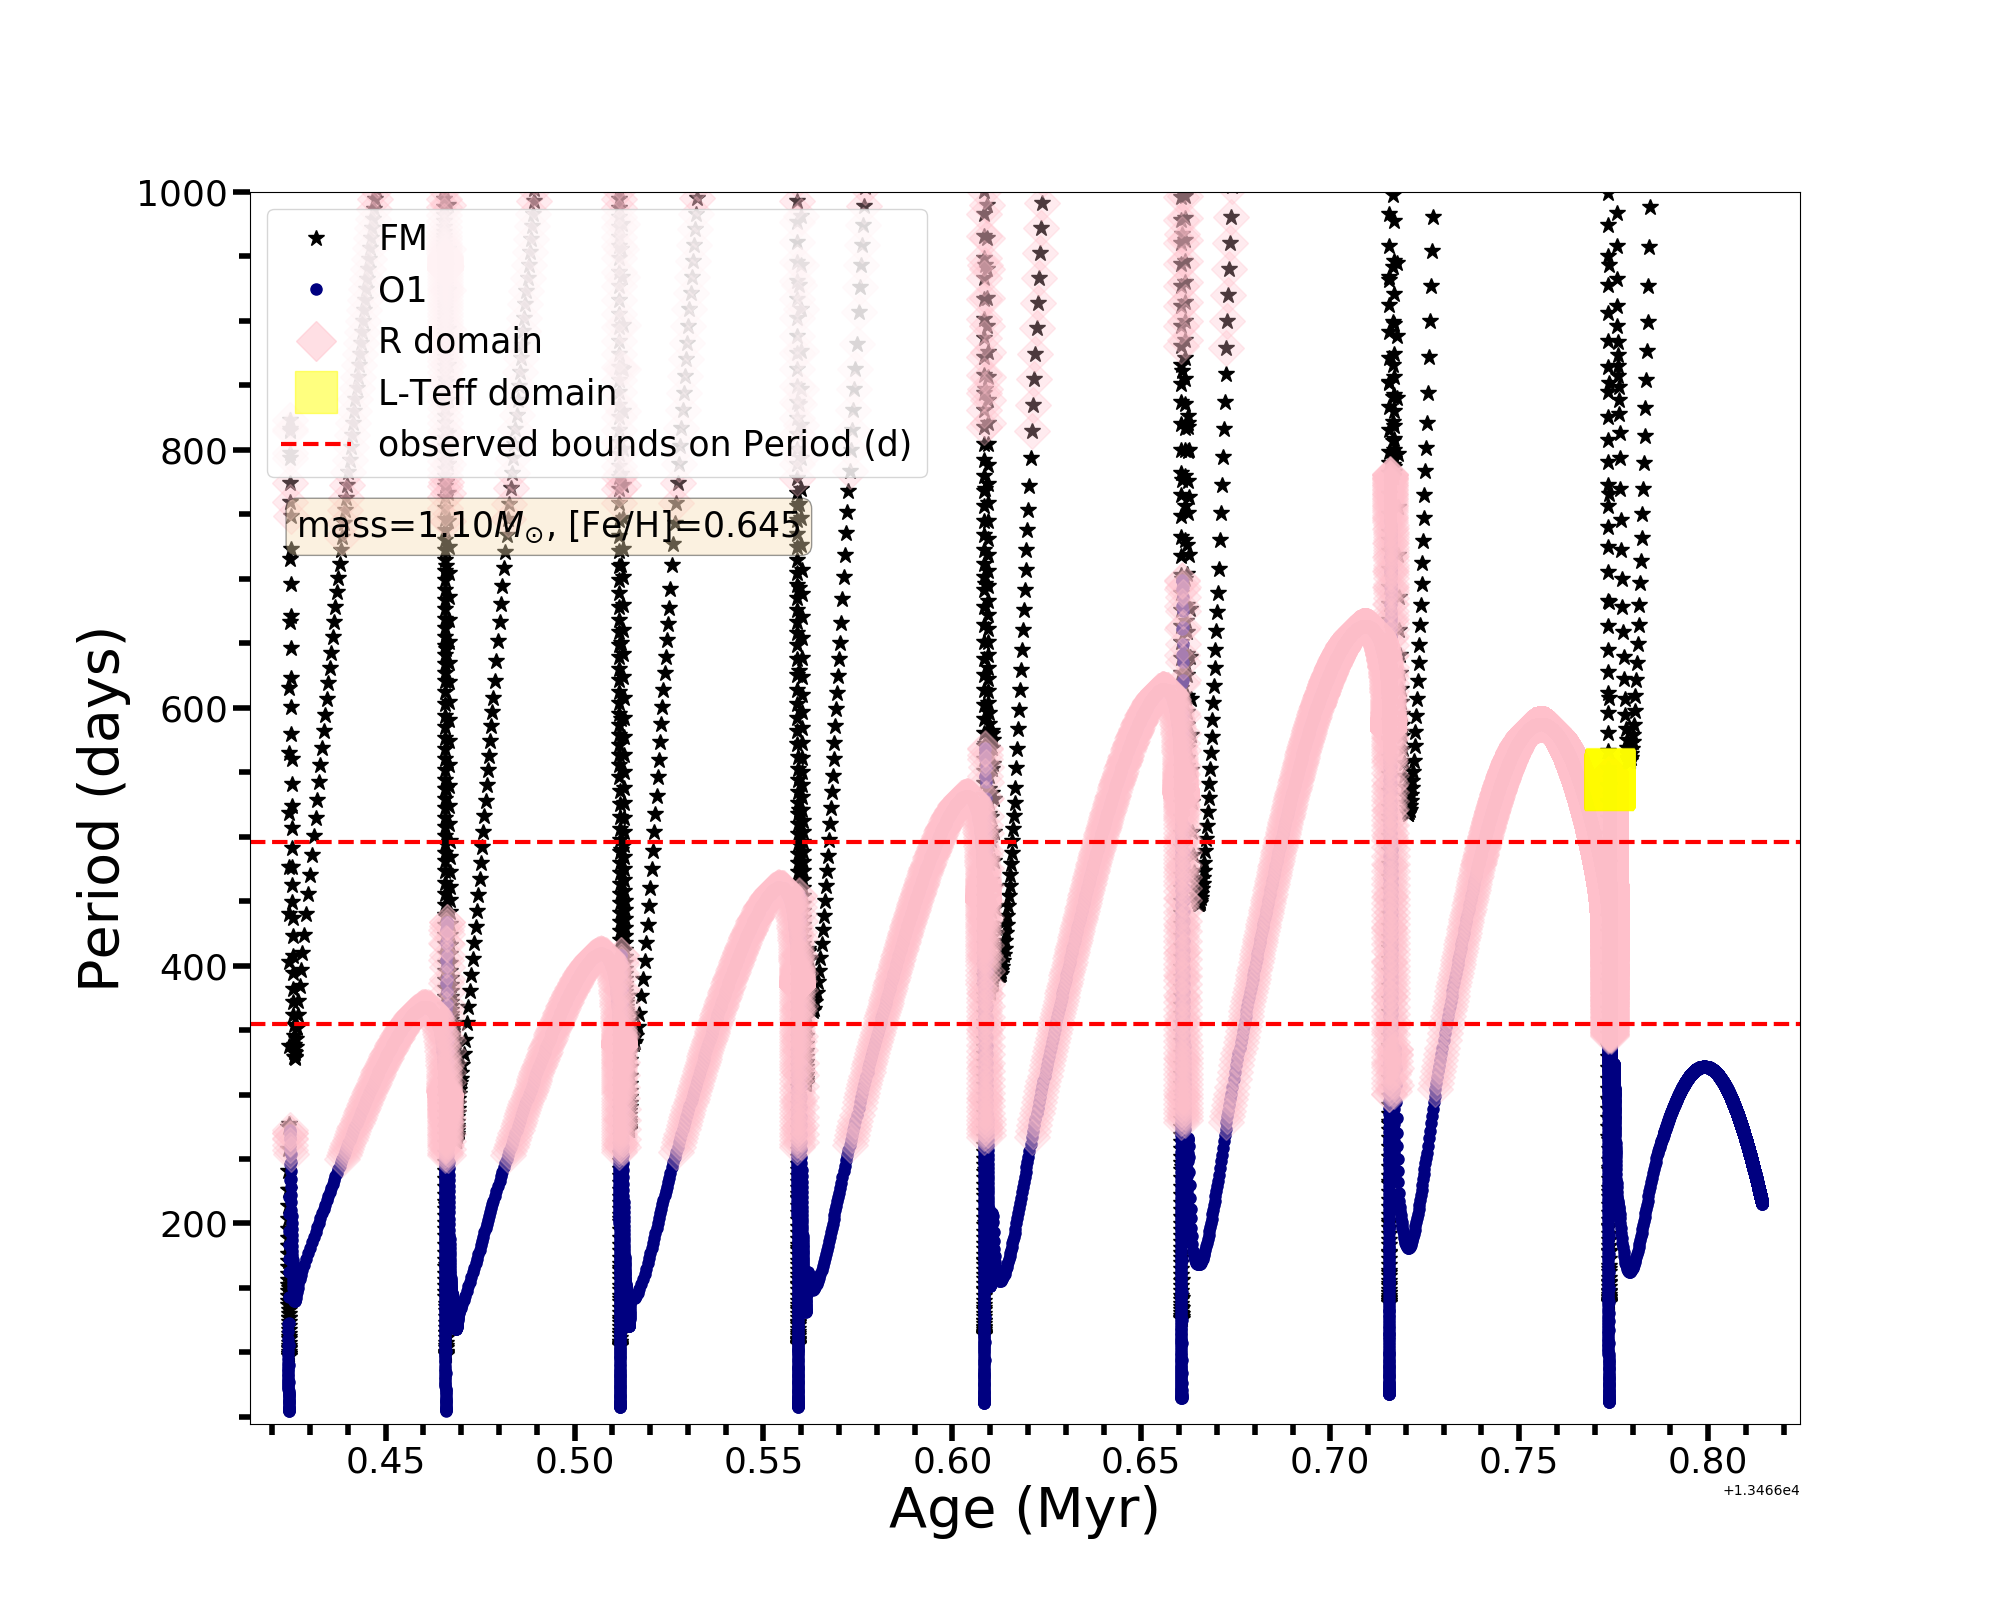 1000
800
600
400
200
Period (days)
FM
O1
R domain
L-Teff domain
observed bounds on Period (d)
mass=1.10M⊙, [Fe/H]=0.645
0.45 0.50 0.55 0.60 0.65 0.70 0.75 0.80
+1.3466e4
Age (Myr)